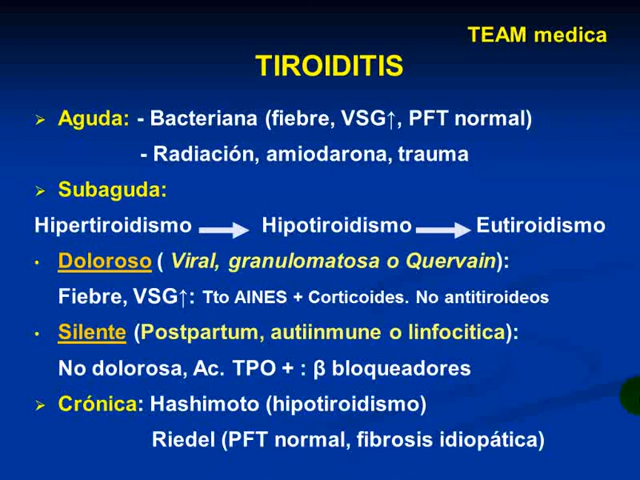 TEAM medica
TIROIDITIS
➢ Aguda: - Bacteriana (fiebre, VSG↑, PFT normal)
- Radiación, amiodarona, trauma
➢ Subaguda:
Hipertiroidismo Hipotiroidismo Eutiroidismo
• Doloroso ( Viral, granulomatosa o Quervain):
Fiebre, VSG↑: Tto AINES + Corticoides. No antitiroideos
• Silente (Postpartum, autiinmune o linfocitica):
No dolorosa, Ac. TPO + : β bloqueadores
➢ Crónica: Hashimoto (hipotiroidismo)
Riedel (PFT normal, fibrosis idiopática)